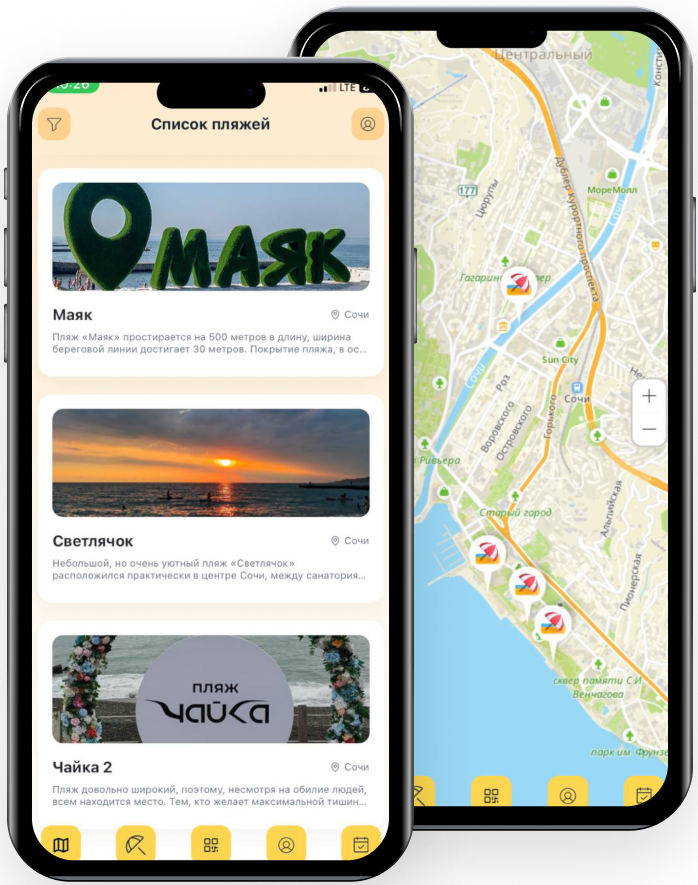 10:26
LTE
Список пляжей
МАЯК
Маяк
Сочи
Пляж «Маяк» простирается на 500 метров в длину, ширина
береговой линии достигает 30 метров. Покрытие пляжа, в ос...
Светлячок
Сочи
Небольшой, но очень уютный пляж «Светлячок»
расположился практически в центре Сочи, между санатория...
ПЛЯЖ
чайка
Чайка 2
Сочи
Пляж довольно широкий, поэтому, несмотря на обилие людей,
всем находится место. Тем, кто желает максимальной тишин...
Центральный
Дублер Курортного проспекта
177
Цюрупы
МореМолл
Сочи
Sun City
Сочи
Сочи
Роз
Воровского
Островского
Горького
Ривьера
Старый город
Альпийская
Пионерская
сквер памяти С.И.
Венчагова
парк им. Фрунзе
+
−